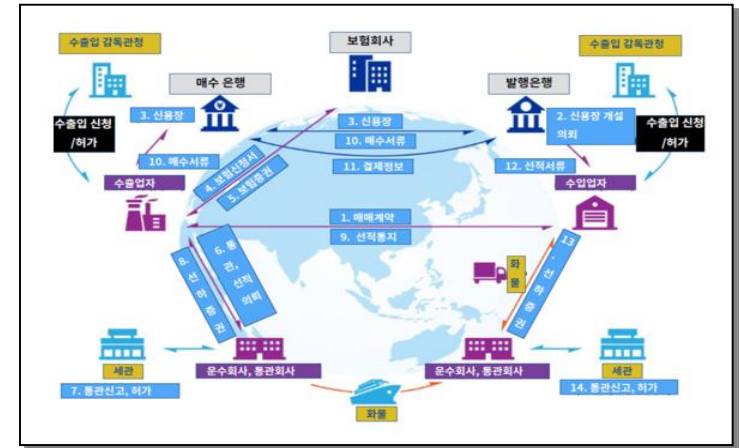 보험회사
수출입 감독관청
수출입 감독관청
매수 은행
발행은행
3. 신용장
3. 신용장
2. 신용장 개설
의뢰
수출입 신청
/허가
수출입 신청
/허가
10. 매수서류
10. 매수서류
11. 결제정보
12. 선적서류
4. 보험신청서
5. 보험증권
수출업자
수입업자
1. 매매계약
9. 선적통지
8. 선하증권
6. 통
관, 선적
의뢰
화물
13. 선하증권
세관
운수회사, 통관회사
운수회사, 통관회사
세관
7. 통관신고, 허가
14. 통관신고, 허가
화물